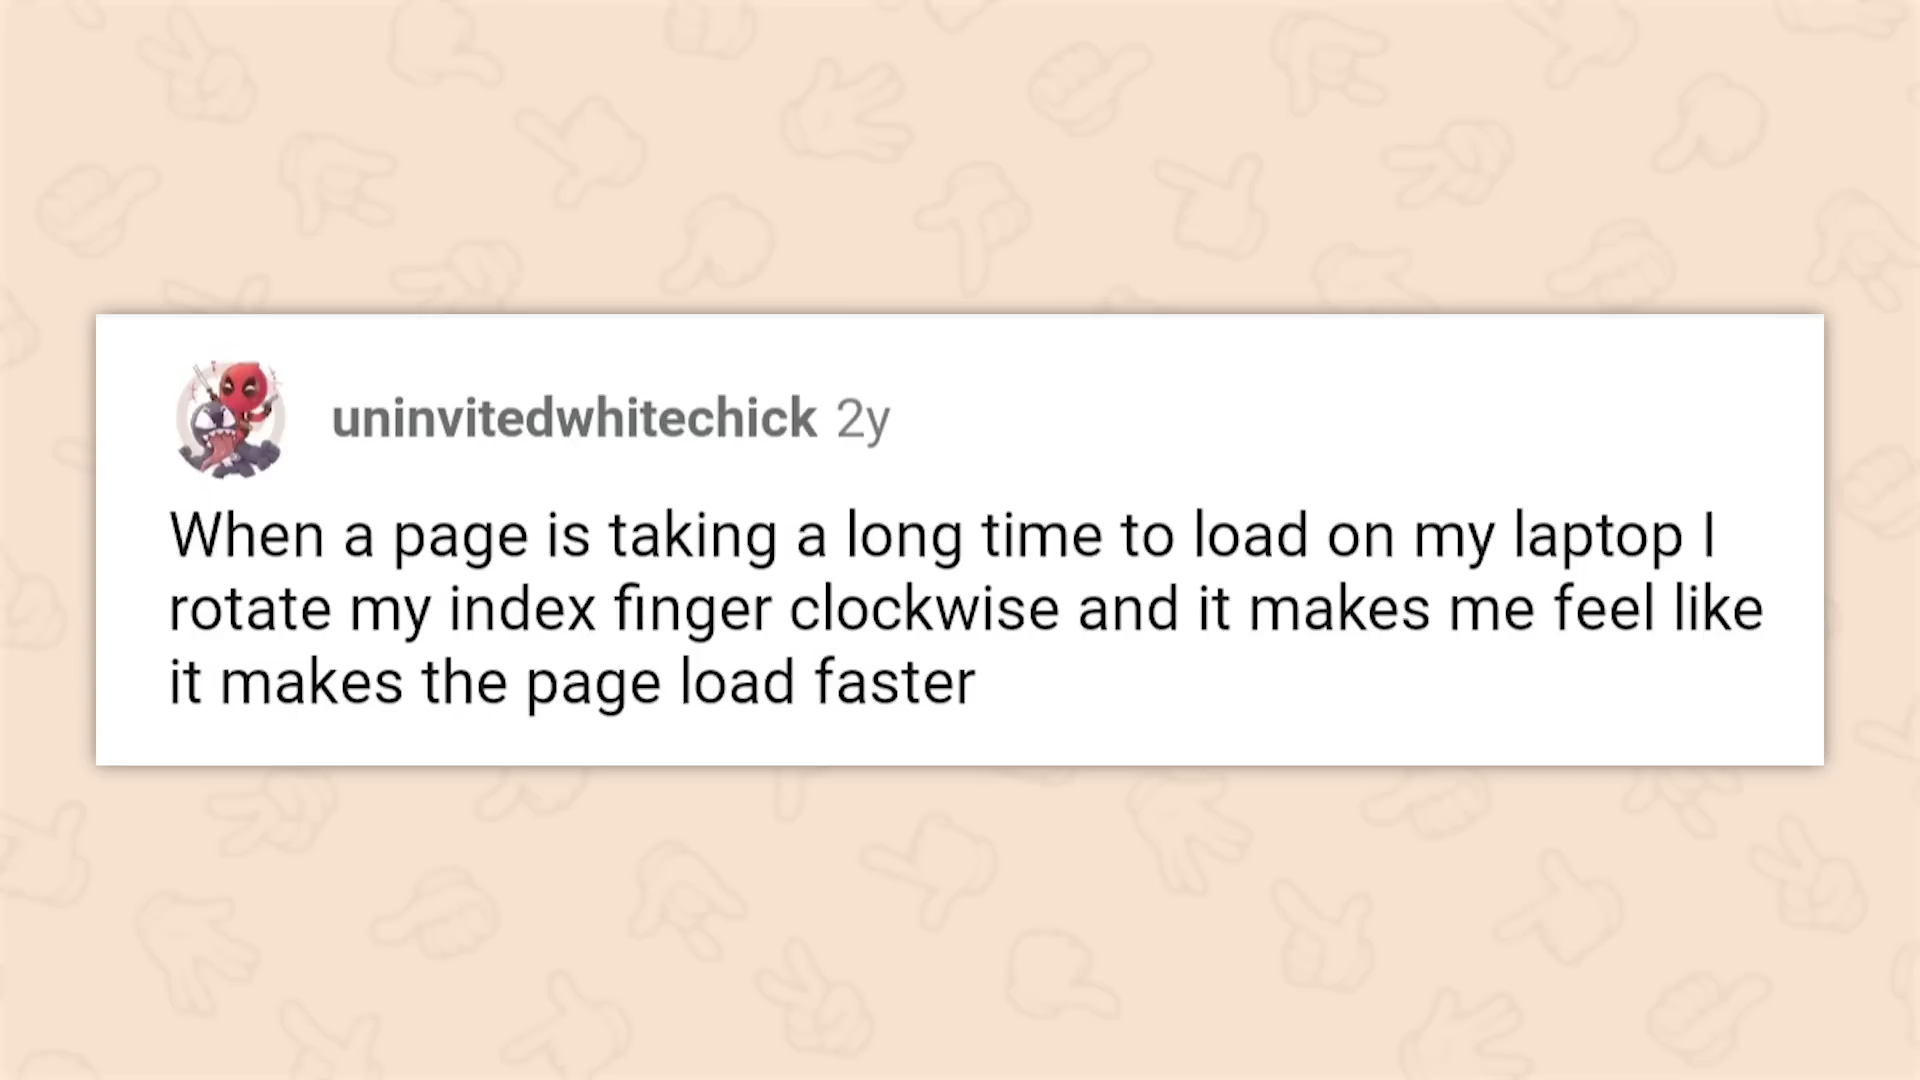 uninvitedwhitechick 2y
When a page is taking a long time to load on my laptop I
rotate my index finger clockwise and it makes me feel like
it makes the page load faster